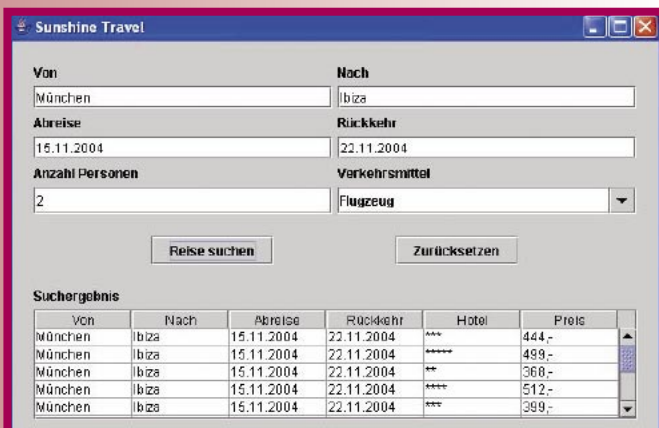 Sunshine Travel
Von Nach
München Ibiza
Abreise Rückkehr
15.11.2004 22.11.2004
Anzahl Personen Verkehrsmittel
2 Flugzeug
Reise suchen Zurücksetzen
Suchergebnis
Von Nach Abreise Rückkehr Hotel Preis
München Ibiza 15.11.2004 22.11.2004 *** 444,-
München Ibiza 15.11.2004 22.11.2004 ***** 499,-
München Ibiza 15.11.2004 22.11.2004 ** 368,-
München Ibiza 15.11.2004 22.11.2004 **** 512,-
München Ibiza 15.11.2004 22.11.2004 *** 399,-